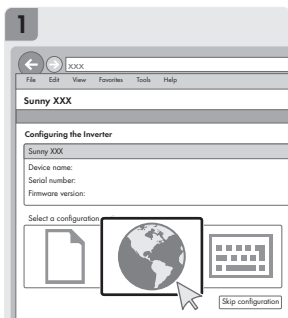 1
xxx
File Edit View Favorites Tools Help
Sunny XXX
Configuring the Inverter
Sunny XXX
Device name:
Serial number:
Firmware version:
Select a configuration
Skip configuration